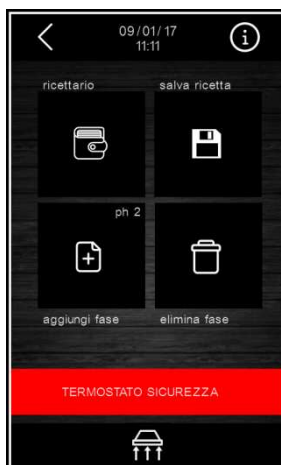 09/01/17
11:11
ricettario salva ricetta
ph 2
aggiungi fase elimina fase
TERMOSTATO SICUREZZA